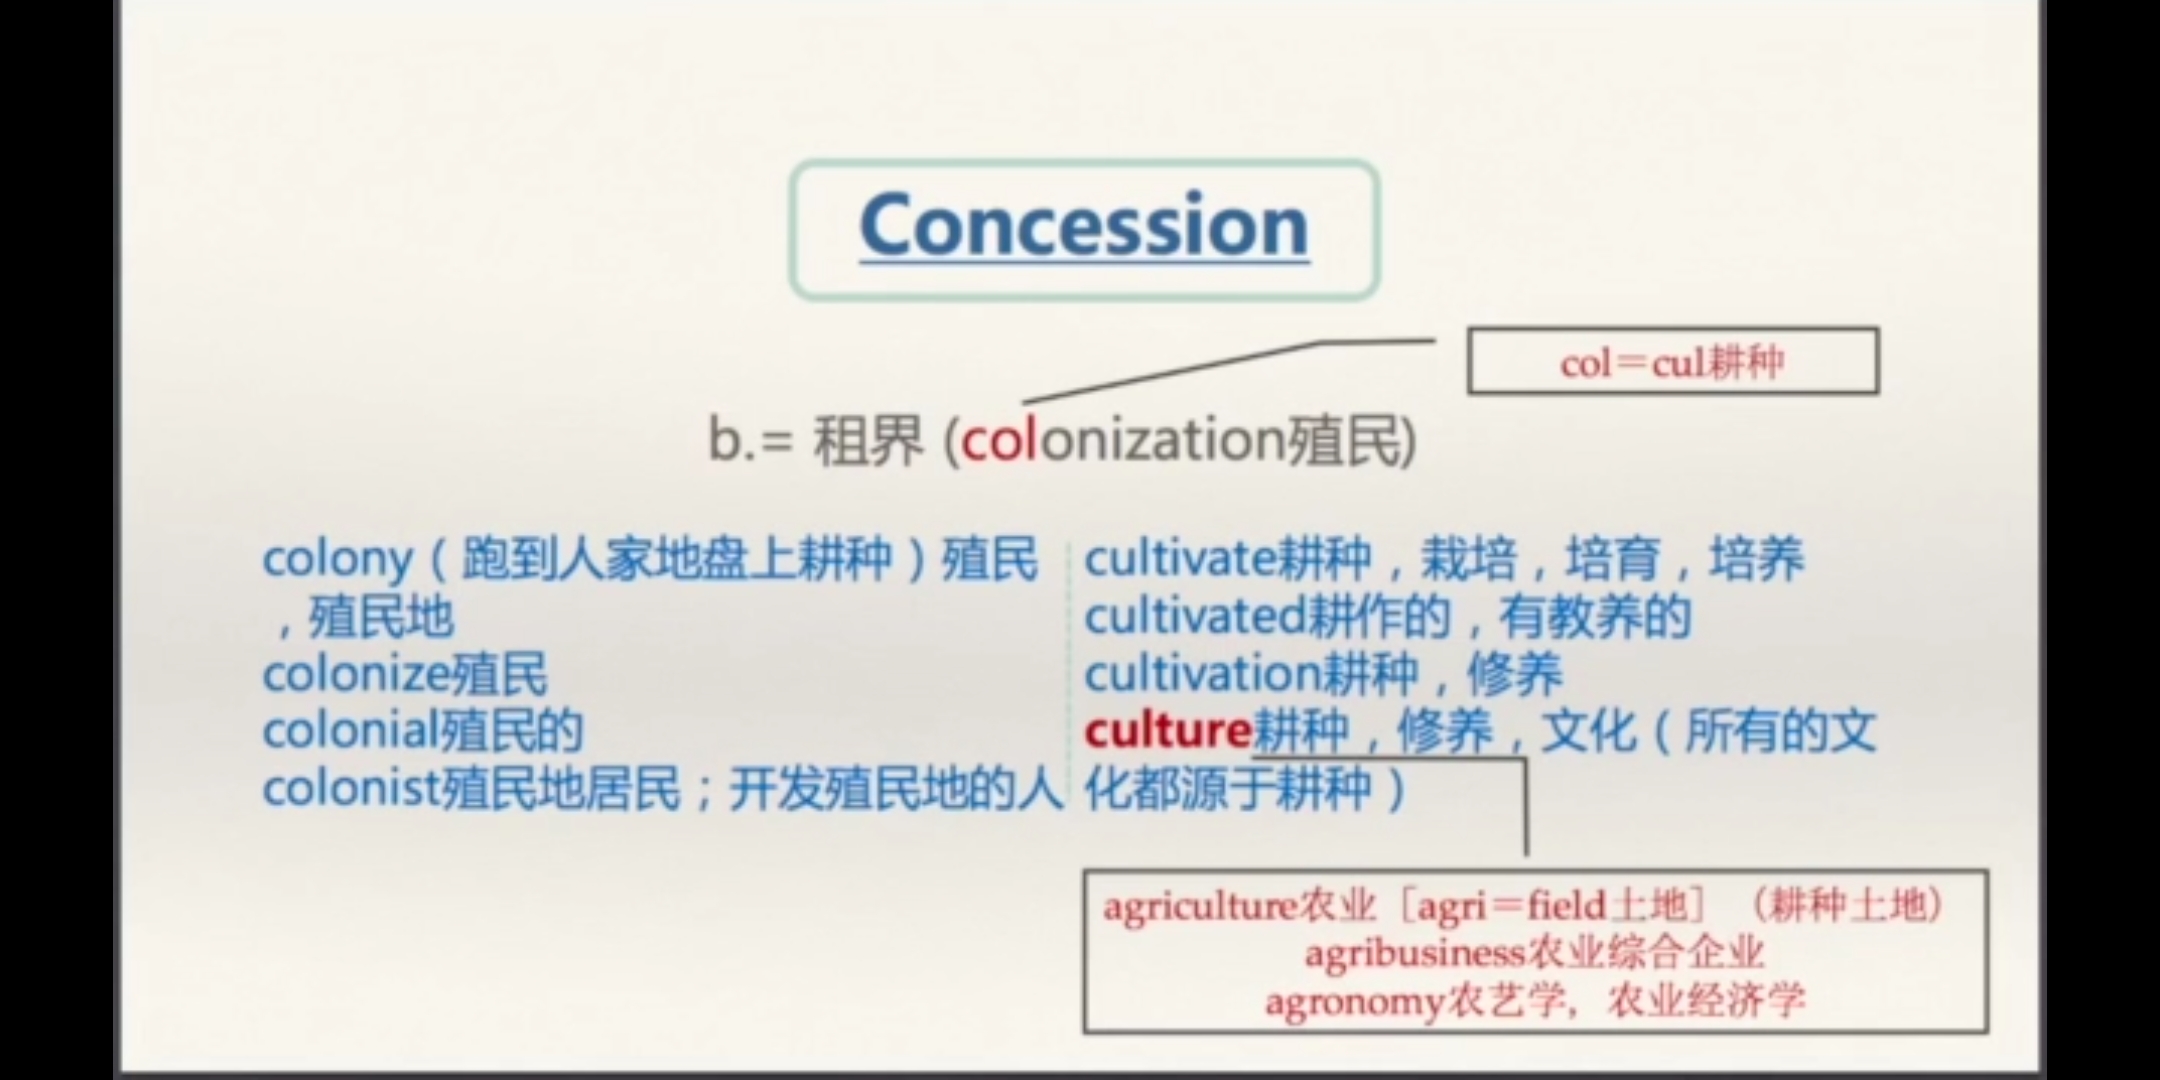 Concession
col=cul耕种
b.= 租界 (colonization殖民)
colony（跑到人家地盘上耕种）殖民
，殖民地
colonize殖民
colonial殖民的
colonist殖民地居民；开发殖民地的人
cultivate耕种，栽培，培育，培养
cultivated耕作的，有教养的
cultivation耕种，修养
culture耕种，修养，文化（所有的文
化都源于耕种）
agriculture农业［agri=field土地］（耕种土地）
agribusiness农业综合企业
agronomy农艺学，农业经济学